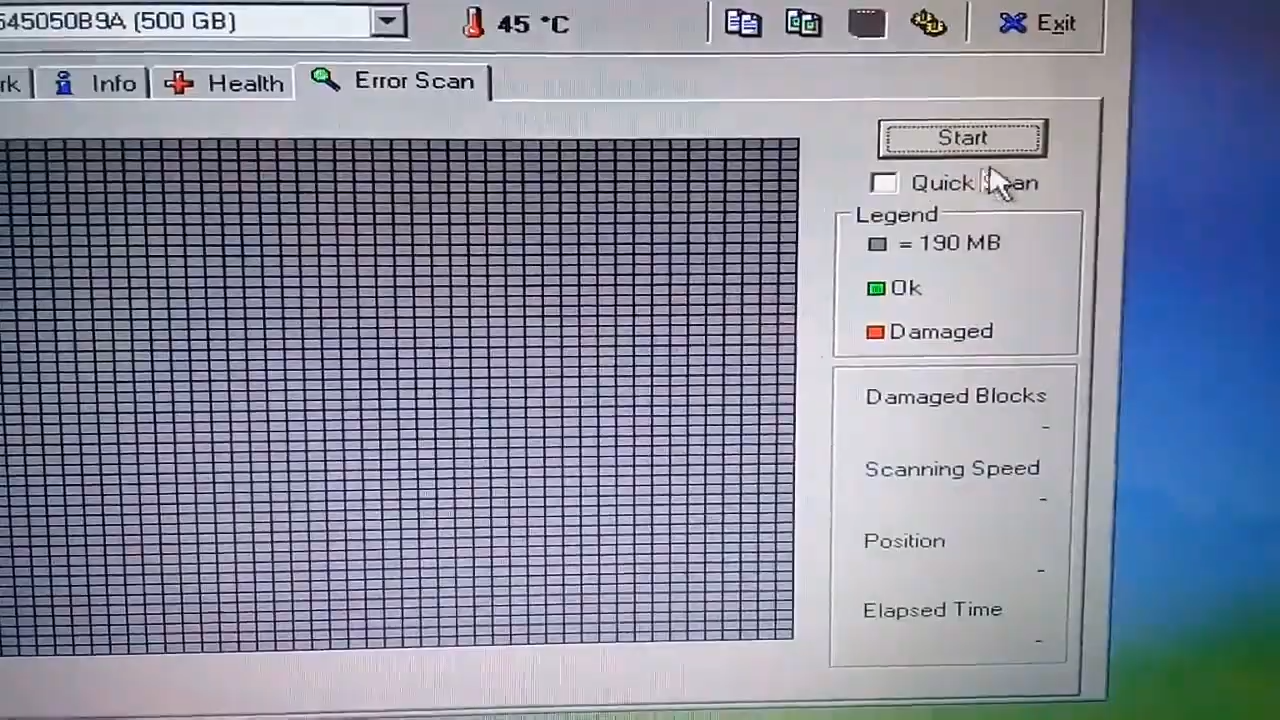 545050B9A (500 GB)
45 °C
Exit
rk
Info
Health
Error Scan
Start
Quick Scan
Legend
= 190 MB
Ok
Damaged
Damaged Blocks
-
Scanning Speed
-
Position
-
Elapsed Time
-